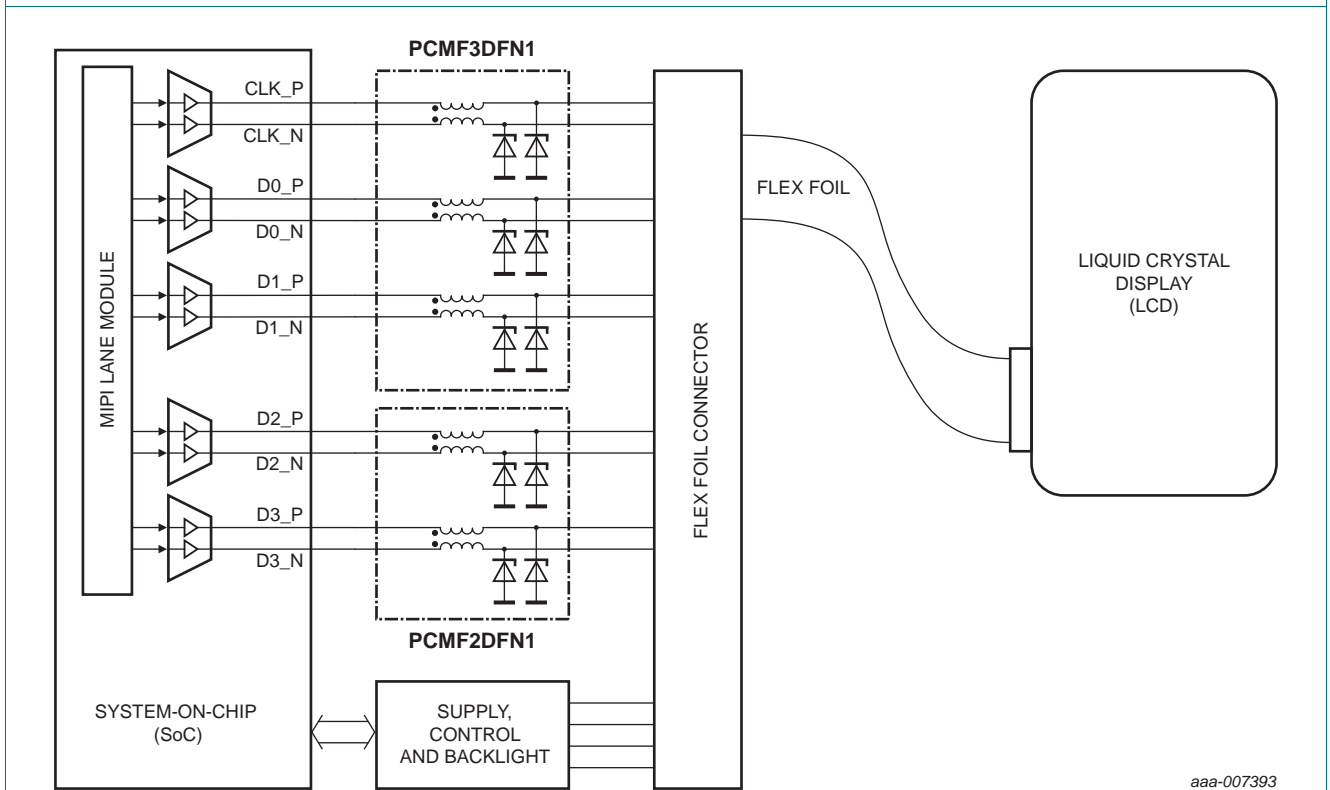 PCMF3DFN1
CLK_P
CLK_N
D0_P
D0_N
D1_P
D1_N
D2_P
D2_N
D3_P
D3_N
MIPI LANE MODULE
SYSTEM-ON-CHIP
(SoC)
PCMF2DFN1
SUPPLY,
CONTROL
AND BACKLIGHT
FLEX FOIL CONNECTOR
FLEX FOIL
LIQUID CRYSTAL
DISPLAY
(LCD)
aaa-007393